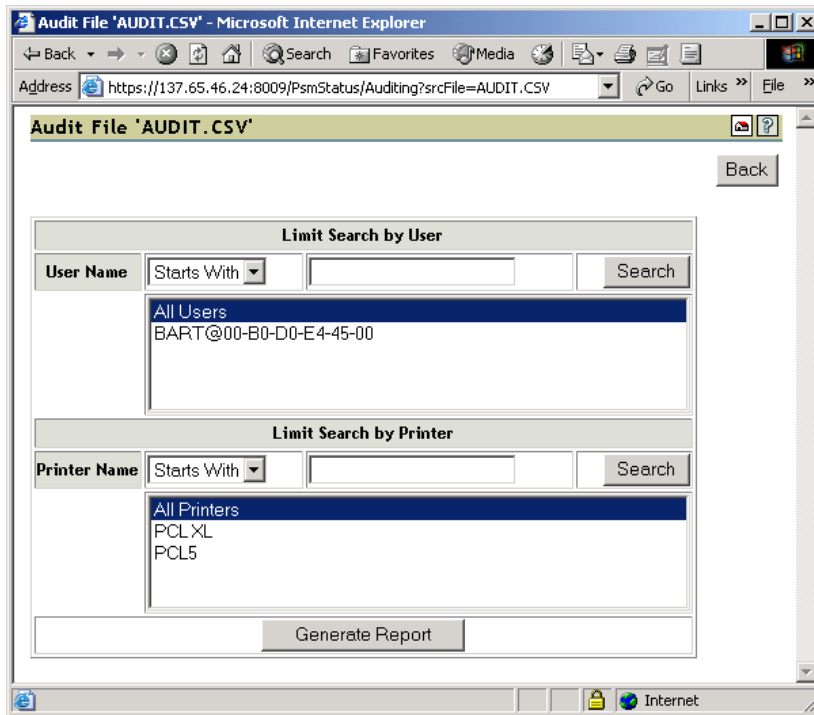 Audit File 'AUDIT.CSV' - Microsoft Internet Explorer
Back Search Favorites Media
Address https://137.65.46.24:8009/PsmStatus/Auditing?srcFile=AUDIT.CSV Go Links » File »
Audit File 'AUDIT.CSV' ?
Back
Limit Search by User
User Name Starts With Search
All Users
BART@00-B0-D0-E4-45-00
Limit Search by Printer
Printer Name Starts With Search
All Printers
PCLXL
PCL5
Generate Report
Internet